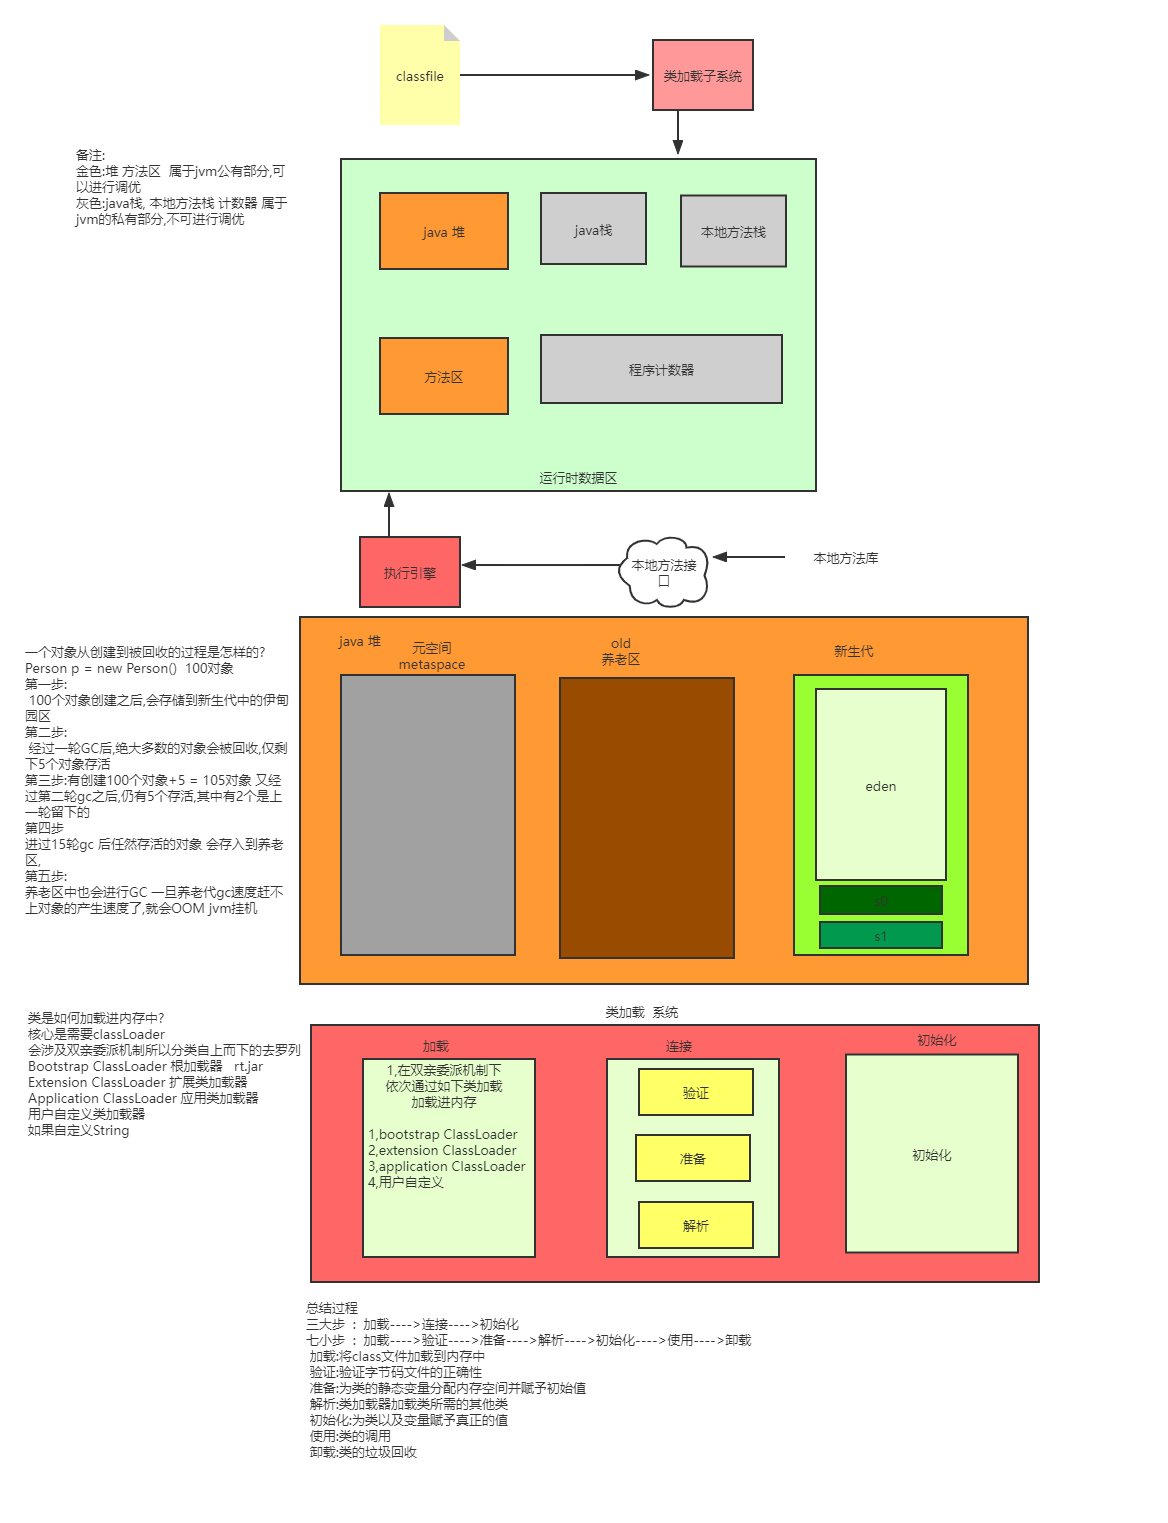 classfile
类加载子系统
备注:
金色:堆 方法区  属于jvm公有部分,可
以进行调优
灰色:java栈, 本地方法栈 计数器 属于
jvm的私有部分,不可进行调优
java 堆
java栈
本地方法栈
方法区
程序计数器
运行时数据区
执行引擎
本地方法接
口
本地方法库
一个对象从创建到被回收的过程是怎样的?
Person p = new Person()  100对象
第一步:
100个对象创建之后,会存储到新生代中的伊甸
园区
第二步:
经过一轮GC后,绝大多数的对象会被回收,仅剩
下5个对象存活
第三步:有创建100个对象+5 = 105对象 又经
过第二轮gc之后,仍有5个存活,其中有2个是上
一轮留下的
第四步
进过15轮gc 后任然存活的对象 会存入到养老
区,
第五步:
养老区中也会进行GC 一旦养老代gc速度赶不
上对象的产生速度了,就会OOM jvm挂机
java 堆
元空间
metaspace
old
养老区
新生代
eden
s0
s1
类是如何加载进内存中?
核心是需要classLoader
会涉及双亲委派机制所以分类自上而下的去罗列
Bootstrap ClassLoader 根加载器   rt.jar
Extension ClassLoader 扩展类加载器
Application ClassLoader 应用类加载器
用户自定义类加载器
如果自定义String
类加载  系统
加载
1,在双亲委派机制下
依次通过如下类加载
加载进内存
1,bootstrap ClassLoader
2,extension ClassLoader
3,application ClassLoader
4,用户自定义
连接
验证
准备
解析
初始化
初始化
总结过程
三大步 : 加载---->连接---->初始化
七小步 : 加载---->验证---->准备---->解析---->初始化---->使用---->卸载
加载:将class文件加载到内存中
验证:验证字节码文件的正确性
准备:为类的静态变量分配内存空间并赋予初始值
解析:类加载器加载类所需的其他类
初始化:为类以及变量赋予真正的值
使用:类的调用
卸载:类的垃圾回收